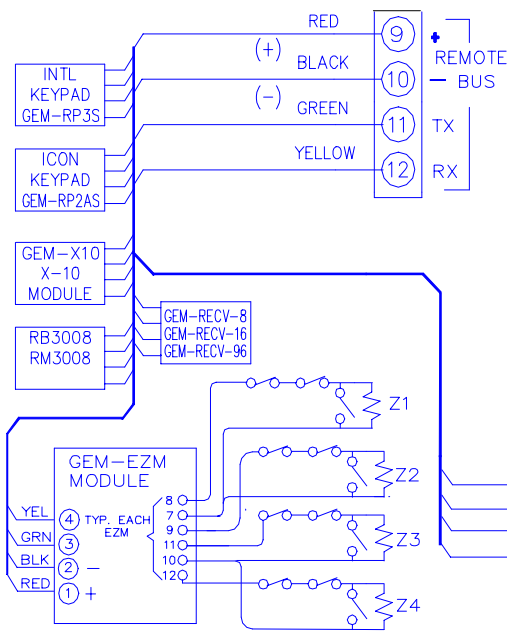 RED
9
+
REMOTE
(+)
BLACK
10
−
BUS
(−)
GREEN
11
TX
YELLOW
12
RX
INTL
KEYPAD
GEM-RP3S
ICON
KEYPAD
GEM-RP2AS
GEM-X10
X-10
MODULE
GEM-RECV-8
GEM-RECV-16
GEM-RECV-96
RB3008
RM3008
GEM-EZM
MODULE
YEL
4
TYP. EACH
EZM
GRN
3
BLK
2
−
RED
1
+
8
7
9
11
10
12
Z1
Z2
Z3
Z4